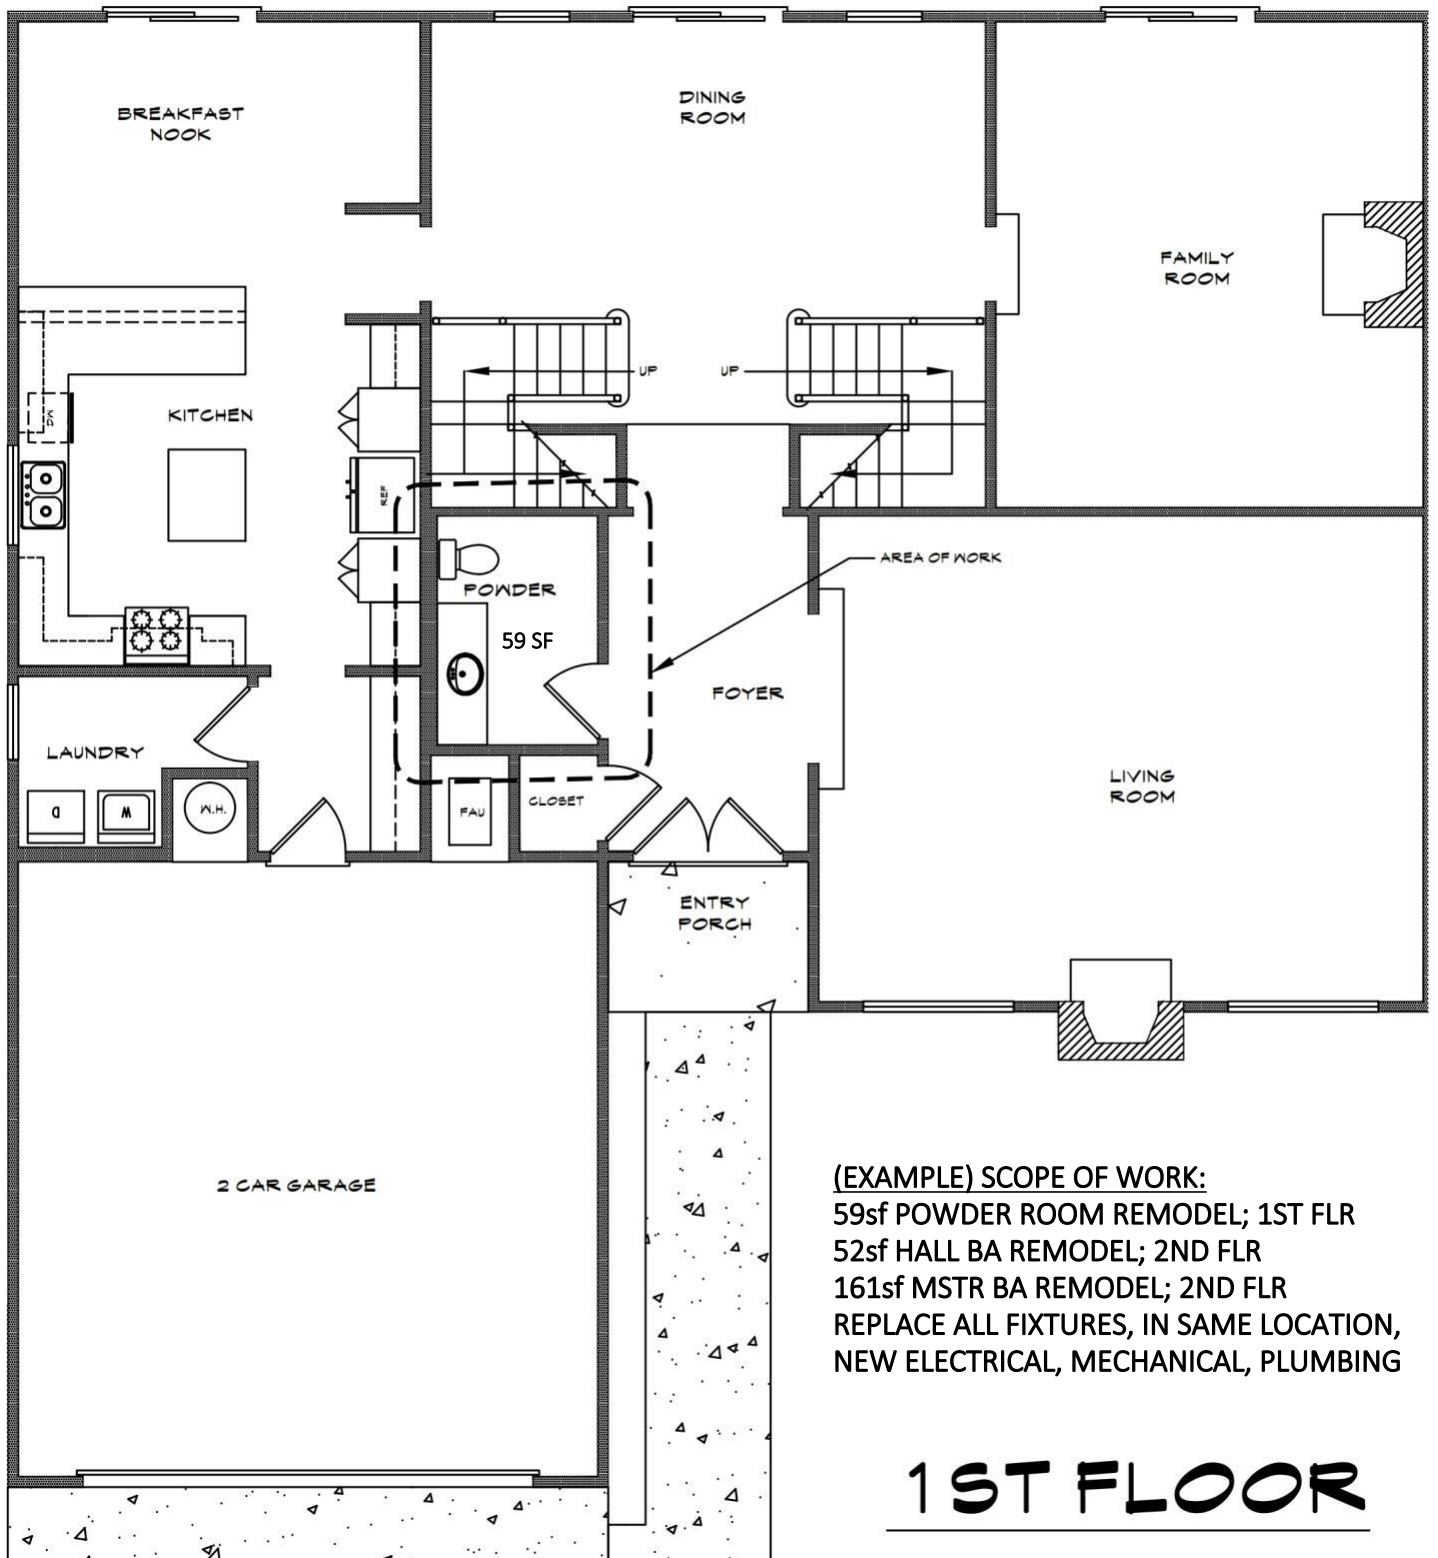 BREAKFAST
NOOK
DINING
ROOM
FAMILY
ROOM
UP
UP
KITCHEN
MD
REF
AREA OF WORK
POWDER
59 SF
FOYER
LAUNDRY
LIVING
ROOM
D
W
W.H.
FAU
CLOSET
ENTRY
PORCH
2 CAR GARAGE
(EXAMPLE) SCOPE OF WORK:
59sf POWDER ROOM REMODEL; 1ST FLR
52sf HALL BA REMODEL; 2ND FLR
161sf MSTR BA REMODEL; 2ND FLR
REPLACE ALL FIXTURES, IN SAME LOCATION,
NEW ELECTRICAL, MECHANICAL, PLUMBING
1ST FLOOR